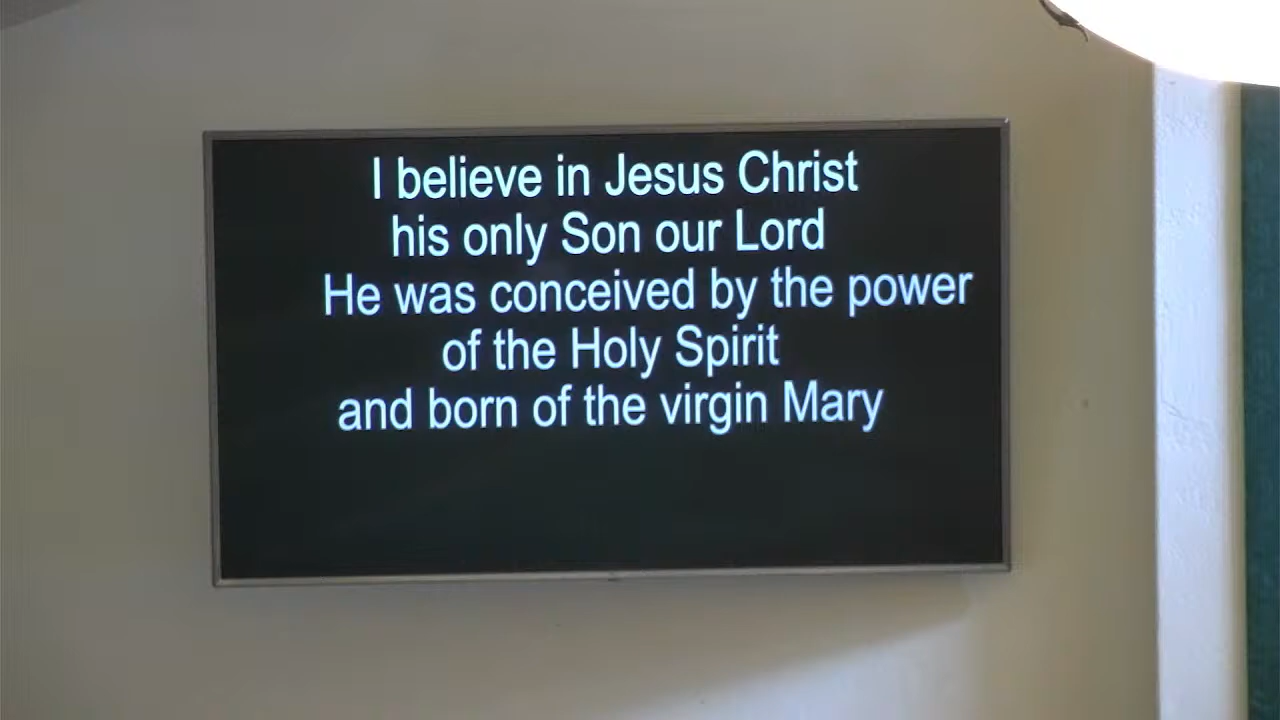 I believe in Jesus Christ
his only Son our Lord
He was conceived by the power
of the Holy Spirit
and born of the virgin Mary